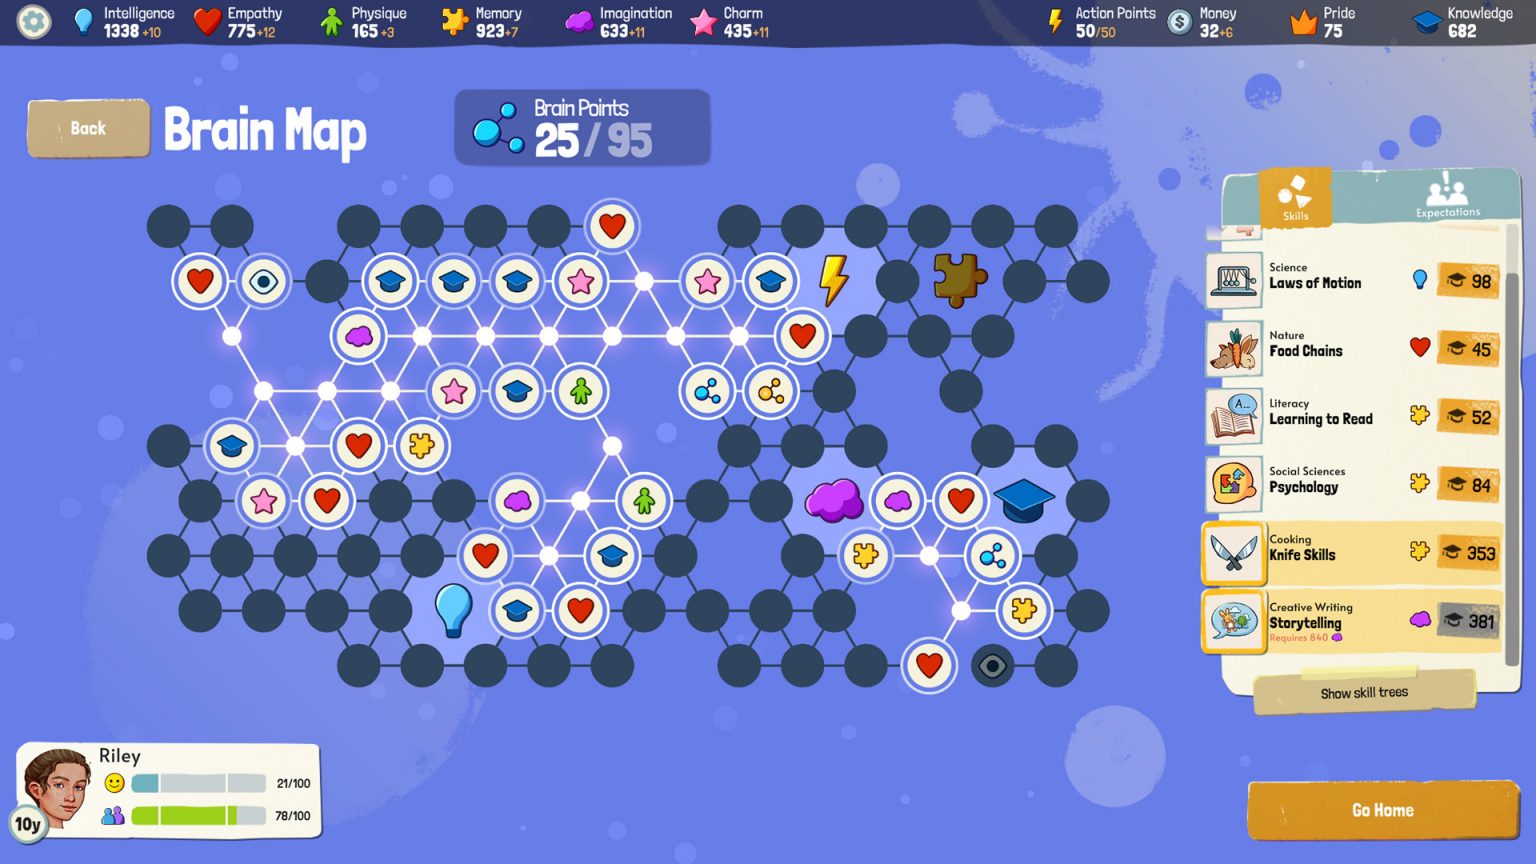 Intelligence
1338 +10
Empathy
775+12
Physique
165 +3
Memory
923+7
Imagination
633+11
Charm
435+11
Action Points
50/50
Money
32+6
Pride
75
Knowledge
682
Back
Brain Map
Brain Points
25 / 95
Skills
Expectations
Science
Laws of Motion
98
Nature
Food Chains
45
Literacy
Learning to Read
A...
52
Social Sciences
Psychology
84
Cooking
Knife Skills
353
Creative Writing
Storytelling
Requires 840
381
Show skill trees
Riley
21/100
78/100
10y
Go Home